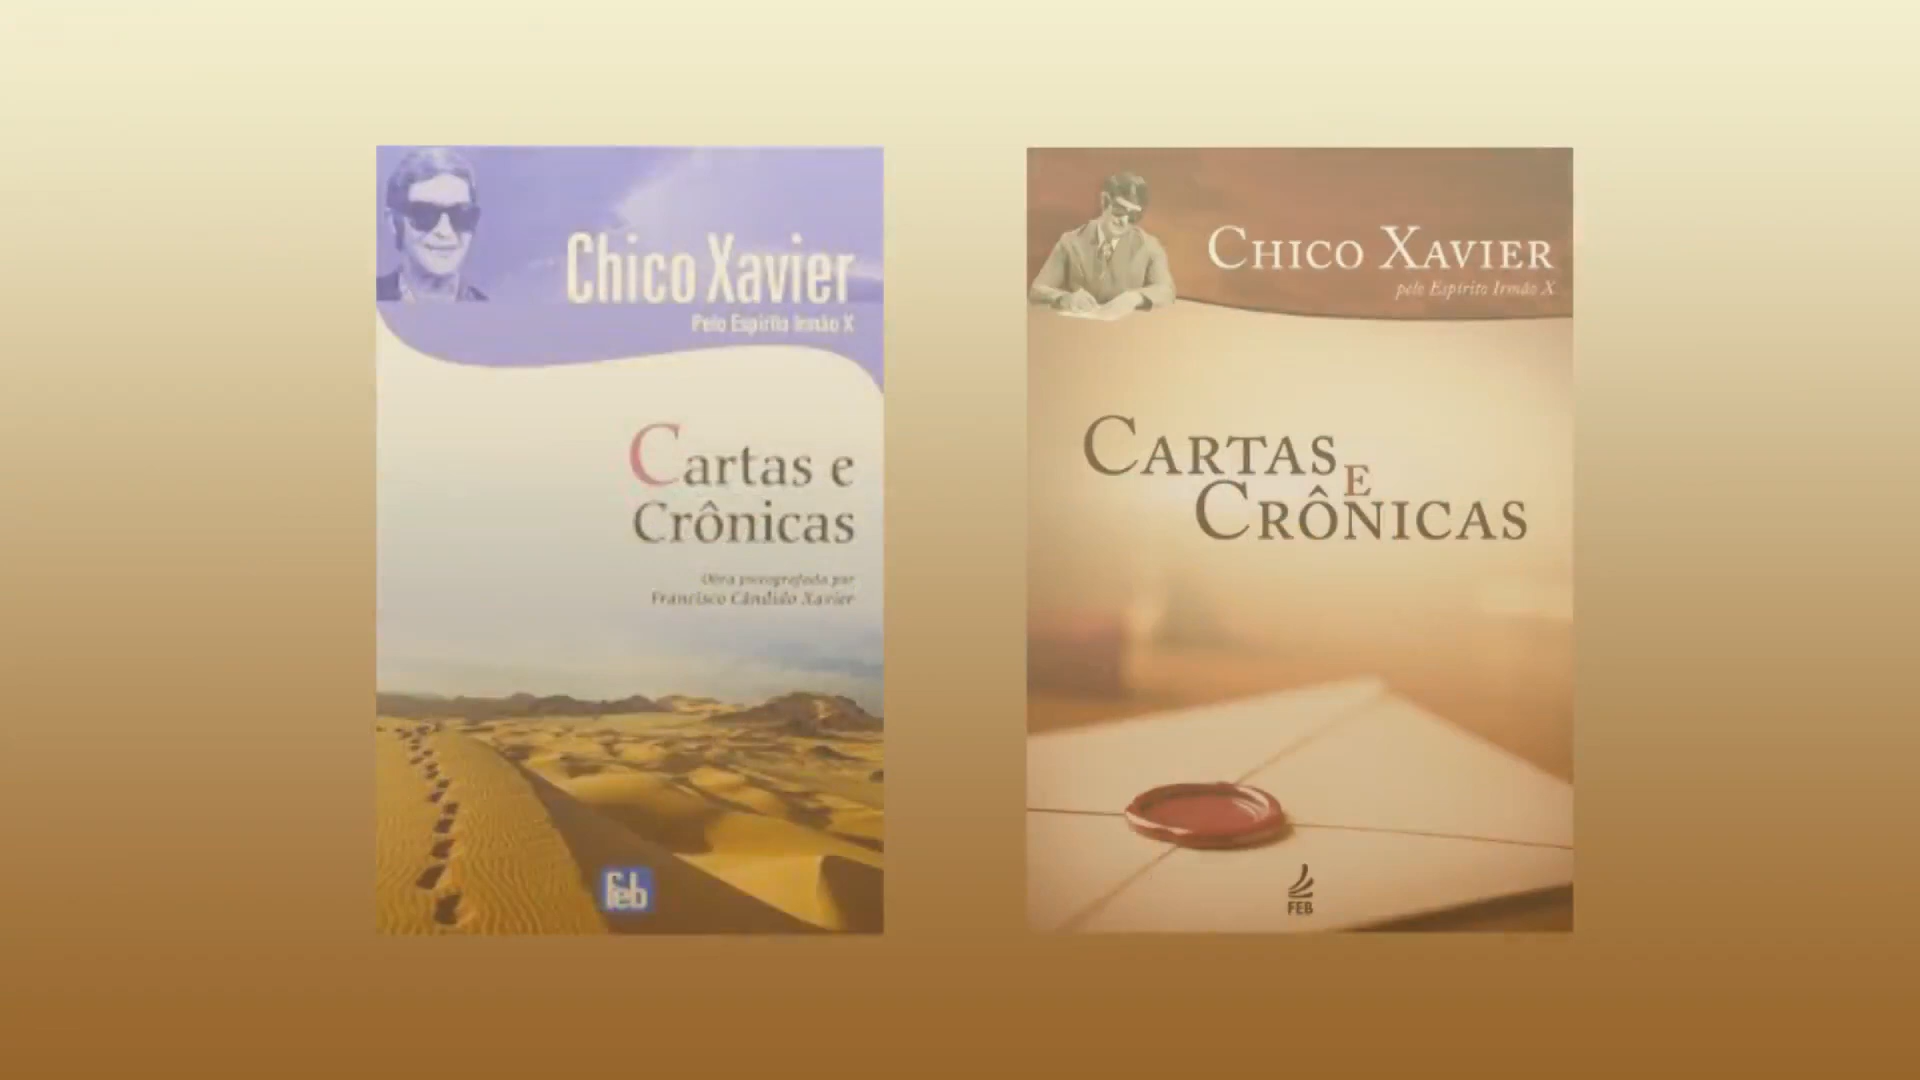 Chico Xavier
Pelo Espírito Irmão X
Cartas e
Crônicas
Obra psicografada por
Francisco Cândido Xavier
feb
CHICO XAVIER
pelo Espírito Irmão X
CARTAS
E
CRÔNICAS
FEB